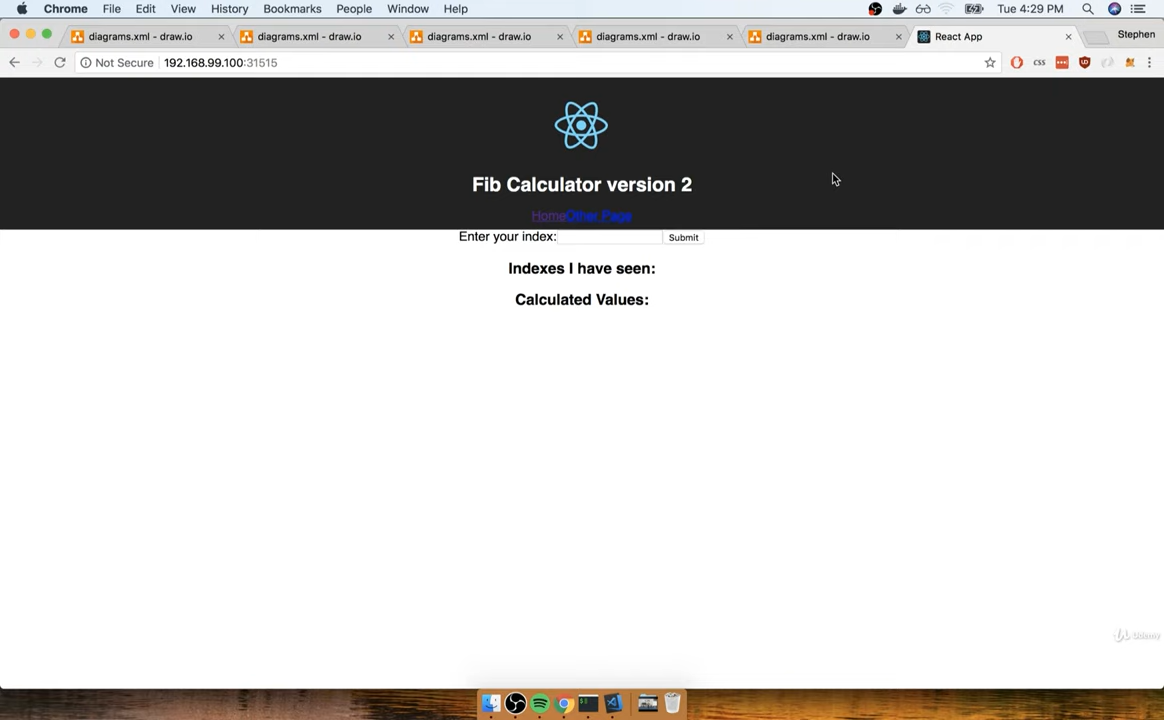 Chrome File Edit View History Bookmarks People Window Help Tue 4:29 PM
diagrams.xml - draw.io diagrams.xml - draw.io diagrams.xml - draw.io diagrams.xml - draw.io diagrams.xml - draw.io React App Stephen
Not Secure 192.168.99.100:31515 css
Fib Calculator version 2
HomeOther Page
Enter your index: Submit
Indexes I have seen:
Calculated Values:
Udemy